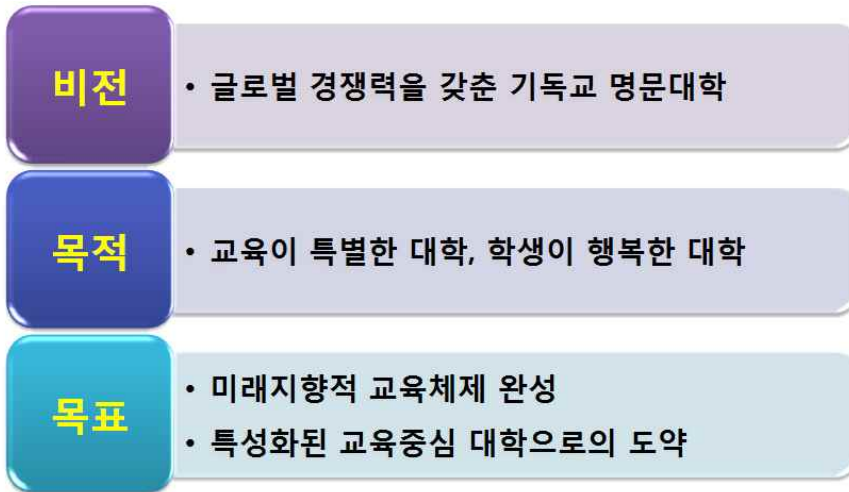 비전
• 글로벌 경쟁력을 갖춘 기독교 명문대학
목적
• 교육이 특별한 대학, 학생이 행복한 대학
목표
• 미래지향적 교육체제 완성
• 특성화된 교육중심 대학으로의 도약